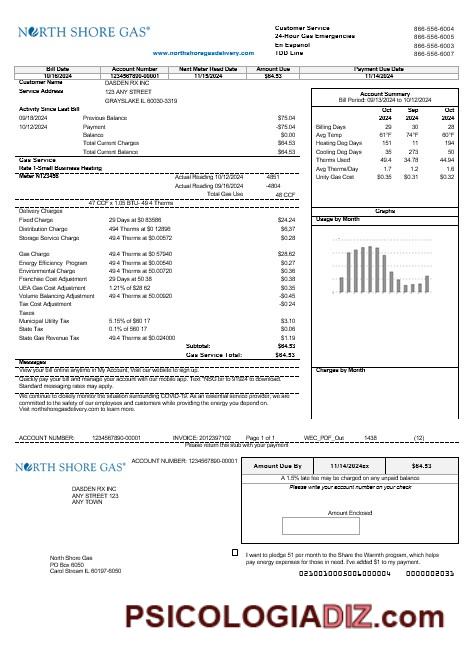 NORTH SHORE GAS®
Customer Service 866-556-6004
24-Hour Gas Emergencies 866-556-6005
En Español 866-556-6003
www.northshoregasdelivery.com TDD Line 866-556-6007
Bill Date Account Number Next Meter Read Date Amount Due Payment Due Date
10/16/2024 1234567890-00001 11/15/2024 $64.53 11/14/2024
Customer Name DASDEN RX INC
Service Address 123 ANY STREET
GRAYSLAKE IL 60030-3319
Activity Since Last Bill
09/18/2024 Previous Balance $75.04
10/12/2024 Payment -$75.04
Balance $0.00
Total Current Charges $64.53
Total Current Balance $64.53
Account Summary
Bill Period: 09/13/2024 to 10/12/2024
Oct Sep Oct
2024 2024 2023
Billing Days 29 30 28
Avg Temp 61°F 74°F 60°F
Heating Deg Days 151 11 194
Cooling Deg Days 35 273 50
Therms Used 49.4 34.78 44.94
Avg Therms/Day 1.7 1.2 1.6
Unity Gas Cost $0.35 $0.31 $0.32
Gas Service
Rate 1-Small Business Heating
Meter N123456 Actual Reading 10/12/2024 4851
Actual Reading 09/16/2024 -4804
Total Gas Use 48 CCF
47 CCF x 1.05 BTU- 49.4 Therms
Delivery Charges
Fixed Charge 29 Days at $0 83586 $24.24
Distribution Charge 494 Therms at $0 12896 $6.37
Storage Service Charge 49.4 Therms at $0.00572 $0.28
Gas Charge 49.4 Therms at $0.57940 $28.62
Energy Efficiency Program 49.4 Therms at $0.00540 $0.27
Environmental Charge 49.4 Therms at $0.00720 $0.36
Franchise Cost Adjustment 29 Days at 50.38 $0.38
UEA Gas Cost Adjustment 1.21% of $28 62 $0.35
Volume Balancing Adjustment 49.4 Therms at $0.00920 -$0.45
Tax Cost Adjustment -$0.24
Taxes
Municipal Utility Tax 5.15% of $60 17 $3.10
State Tax 0.1% of 560 17 $0.06
State Gas Revenue Tax 49.4 Therms at $0.024000 $1.19
Subtotal: $64.53
Gas Service Total: $64.53
Graphs
Usage by Month
Charges by Month
Messages
View your bill online anytime in My Account. Visit our website to sign up.
Quickly pay your bill and manage your account with our mobile app.
Standard messaging rates may apply.
We continue to closely monitor the situation surrounding COVID-19. As an essential service provider, we are
committed to the safety of our employees and customers while providing the energy you depend on.
Visit northshoregasdelivery.com to learn more.
ACCOUNT NUMBER: 1234567890-00001 INVOICE: 2012397102 Page 1 of 1 WEC_PDF_Out 1438 (12)
Please return this stub with your payment
NORTH SHORE GAS®
ACCOUNT NUMBER: 1234567890-00001
Amount Due By 11/14/2024ex $64.53
A 1.5% late fee may be charged on any unpaid balance
Please write your account number on your check
Amount Enclosed
DASDEN RX INC
ANY STREET 123
ANY TOWN
North Shore Gas
PO Box 6050
Carol Stream IL 60197-6050
I want to pledge 51 per month to the Share the Warmth program, which helps
pay energy expenses for those in need. I've added $1 to my payment.
PSICOLOGIADIZ.com